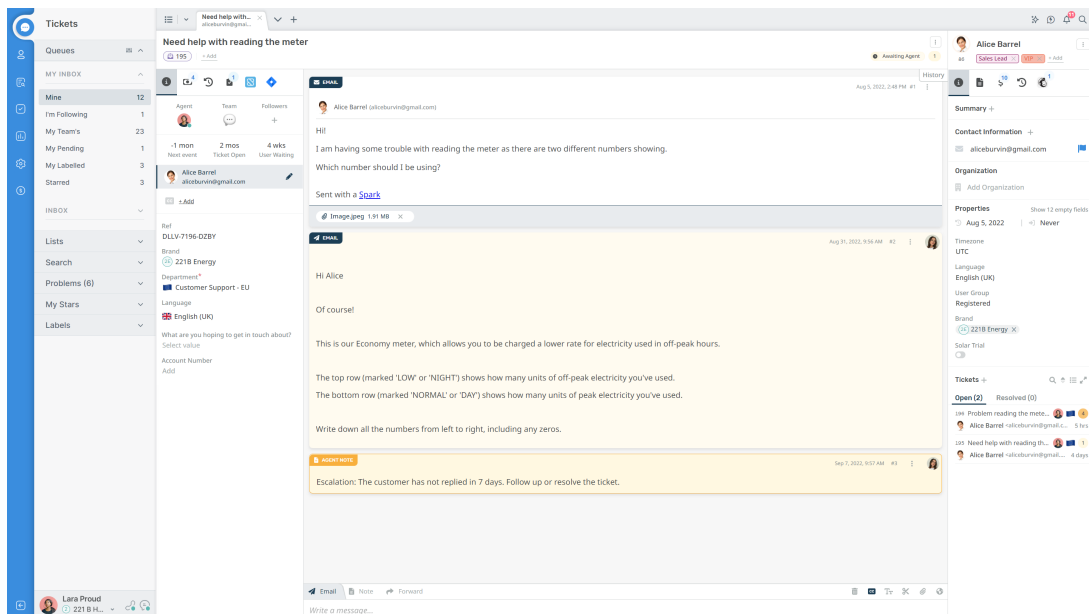 Tickets
Need help with...
aliceburvin@gmai...
11
Queues
MY INBOX
Mine 12
I'm Following 1
My Team's 23
My Pending 1
My Labelled 3
Starred 3
INBOX
Lists
Search
Problems (6)
My Stars
Labels
Lara Proud
221 B H...
Need help with reading the meter
195
+ Add
Awaiting Agent
1
History
4
1
Agent Team Followers
-1 mon 2 mos 4 wks
Next event Ticket Open User Waiting
Alice Barrel
aliceburvin@gmail.com
CC + Add
Ref
DLLV-7196-DZBY
Brand
221B Energy
Department*
Customer Support - EU
Language
English (UK)
What are you hoping to get in touch about?
Select value
Account Number
Add
EMAIL
Aug 5, 2022, 2:48 PM #1
Alice Barrel (aliceburvin@gmail.com)
Hi!
I am having some trouble with reading the meter as there are two different numbers showing.
Which number should I be using?
Sent with a Spark
Image.jpeg 1.91 MB
EMAIL
Aug 31, 2022, 9:56 AM #2
Hi Alice
Of course!
This is our Economy meter, which allows you to be charged a lower rate for electricity used in off-peak hours.
The top row (marked 'LOW' or 'NIGHT') shows how many units of off-peak electricity you've used.
The bottom row (marked 'NORMAL' or 'DAY') shows how many units of peak electricity you've used.
Write down all the numbers from left to right, including any zeros.
AGENT NOTE
Sep 7, 2022, 9:57 AM #3
Escalation: The customer has not replied in 7 days. Follow up or resolve the ticket.
Email Note Forward
Write a message...
Alice Barrel
86
Sales Lead VIP + Add
10
1
Summary +
Contact Information +
aliceburvin@gmail.com
Organization
Add Organization
Properties Show 12 empty fields
Aug 5, 2022 Never
Timezone
UTC
Language
English (UK)
User Group
Registered
Brand
221B Energy
Solar Trial
Tickets +
Open (2) Resolved (0)
196 Problem reading the mete... 4
Alice Barrel <aliceburvin@gmail.c... 5 hrs
195 Need help with reading th... 1
Alice Barrel <aliceburvin@gmail.... 4 days